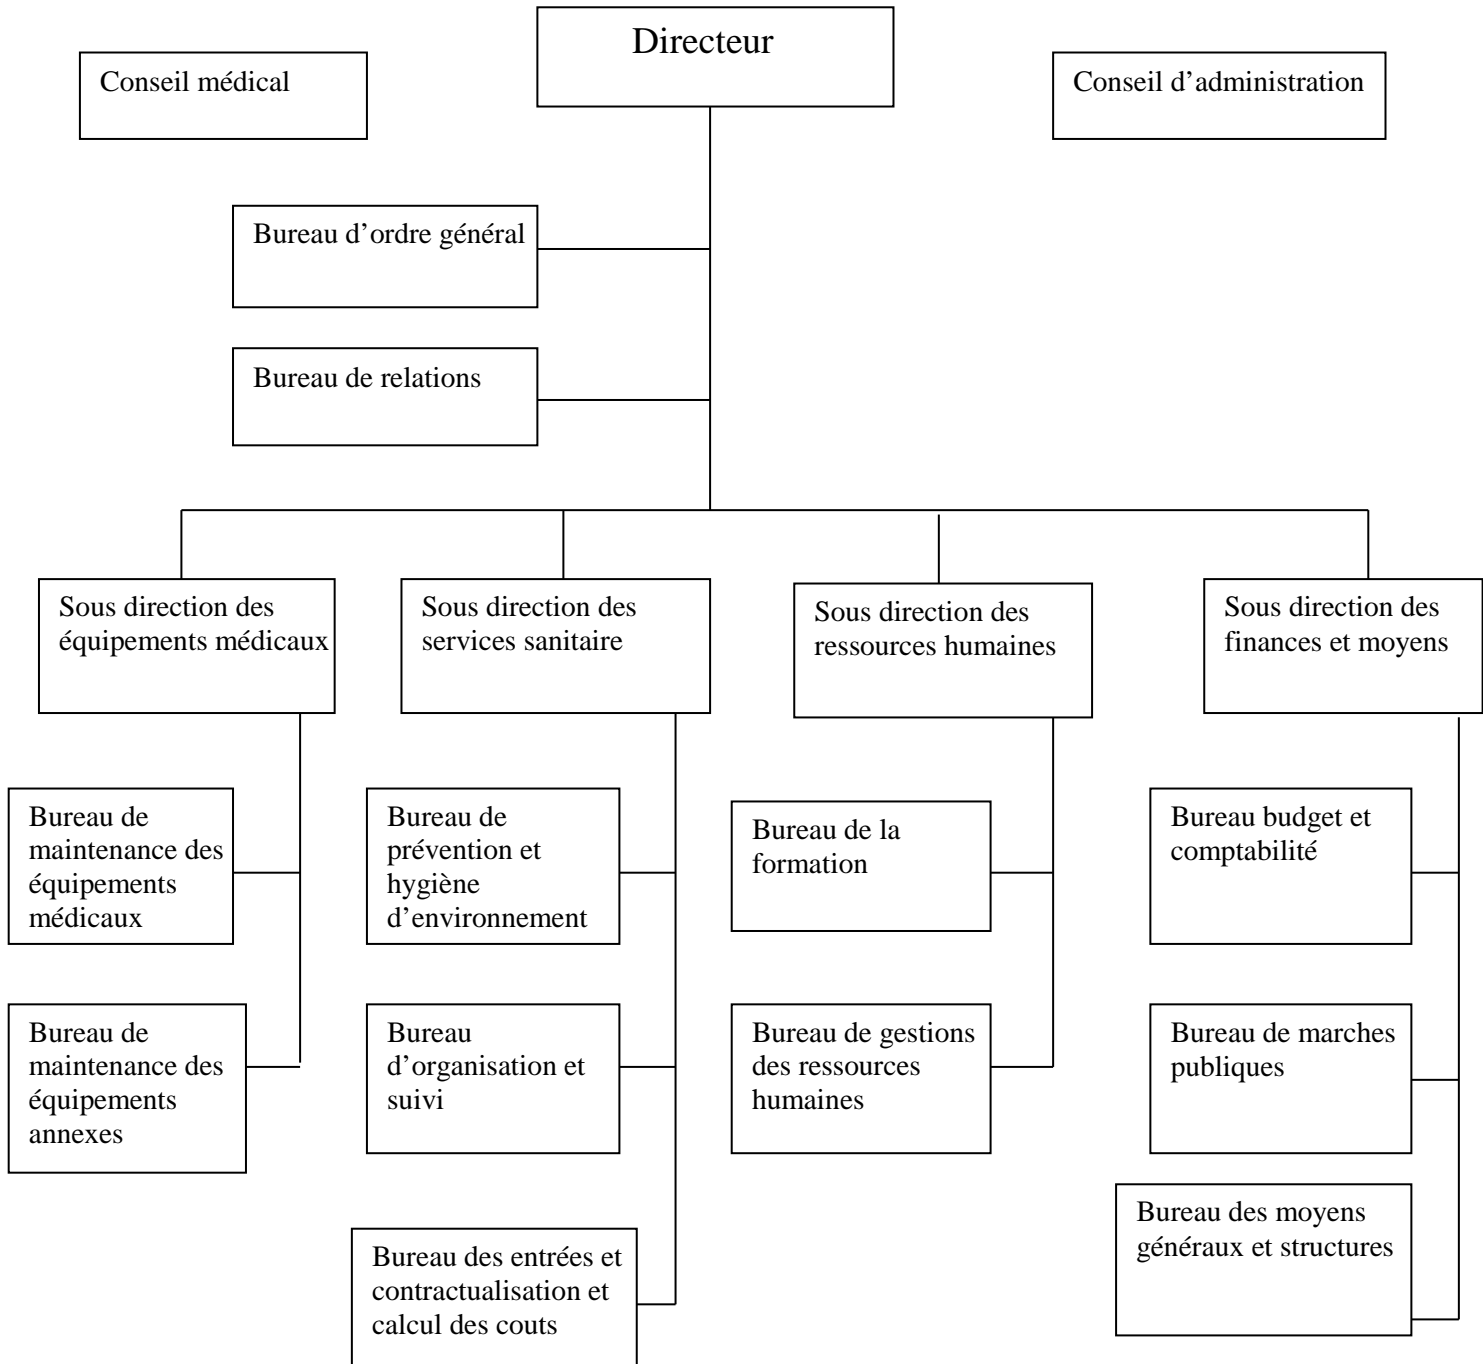 Directeur
Conseil médical
Conseil d’administration
Bureau d’ordre général
Bureau de relations
Sous direction des
équipements médicaux
Sous direction des
services sanitaire
Sous direction des
ressources humaines
Sous direction des
finances et moyens
Bureau de
maintenance des
équipements
médicaux
Bureau de
prévention et
hygiène
d’environnement
Bureau de la
formation
Bureau budget et
comptabilité
Bureau de
maintenance des
équipements
annexes
Bureau
d’organisation et
suivi
Bureau de gestions
des ressources
humaines
Bureau de marches
publiques
Bureau des entrées et
contractualisation et
calcul des couts
Bureau des moyens
généraux et structures